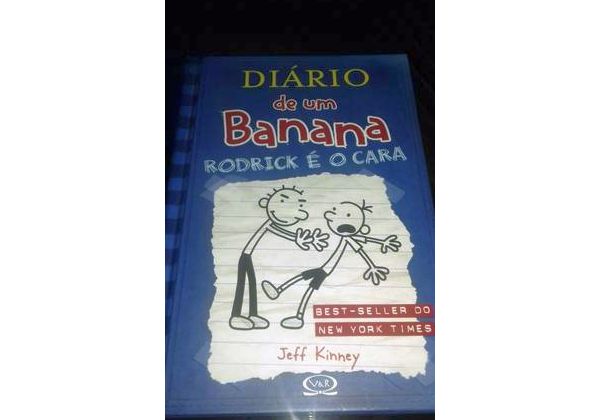 DIÁRIO
de um
Banana
RODRICK É O CARA
BEST-SELLER DO
NEW YORK TIMES
Jeff Kinney
V&R